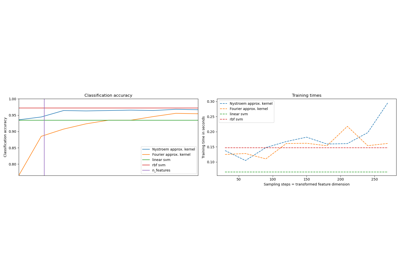 Classification accuracy
1.00
0.95
0.90
0.85
0.80
Classification accuracy
Nystroem approx. kernel
Fourier approx. kernel
linear svm
rbf svm
n_features
Training times
0.30
0.25
0.20
0.15
0.10
Training time in seconds
Nystroem approx. kernel
Fourier approx. kernel
linear svm
rbf svm
50
100
150
200
250
Sampling steps = transformed feature dimension